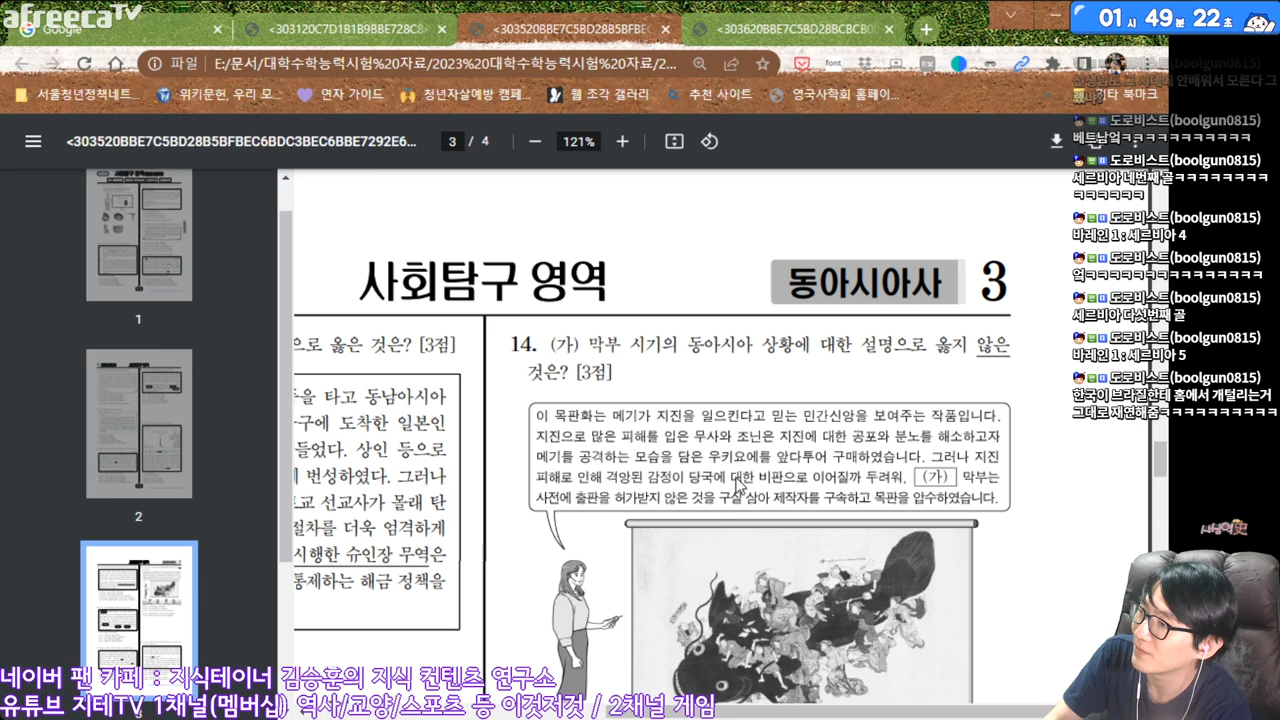 afreecaTV
Google
<303120C7D1B1B9BBE728C8
<303520BBE7C5BD28B5BFBEC
<303620BBE7C5BD28BCBCB0
01시 49분 22초
파일
E:/문서/대학수학능력시험%20자료/2023%20대학수학능력시험%20자료/2...
서울청년정책네트...
위키문헌, 우리 모...
연자 가이드
청년자살예방 캠페...
웹 조각 갤러리
추천 사이트
영국사학회 홈페이...
기타 북마크
<303520BBE7C5BD28B5BFBEC6BDC3BEC6BBE7292E6...
3 / 4
121%
1
2
사회탐구 영역
동아시아사
3
으로 옳은 것은? [3점]
을 타고 동남아시아
구에 도착한 일본인
들었다. 상인 등으로
번성하였다. 그러나
교 선교사가 몰래 탄
절차를 더욱 엄격하게
시행한 슈인장 무역은
통제하는 해금 정책을
14. (가) 막부 시기의 동아시아 상황에 대한 설명으로 옳지 않은
것은? [3점]
이 목판화는 메기가 지진을 일으킨다고 믿는 민간신앙을 보여주는 작품입니다.
지진으로 많은 피해를 입은 무사와 조닌은 지진에 대한 공포와 분노를 해소하고자
메기를 공격하는 모습을 담은 우키요에를 앞다투어 구매하였습니다. 그러나 지진
피해로 인해 격앙된 감정이 당국에 대한 비판으로 이어질까 두려워, (가) 막부는
사전에 출판을 허가받지 않은 것을 구실 삼아 제작자를 구속하고 목판을 압수하였습니다.
도로비스트(boolgun0815)
베트남엌ㅋㅋㅋㅋㅋㅋㅋㅋㅋㅋㅋ
도로비스트(boolgun0815)
세르비아 네번째 골ㅋㅋㅋㅋㅋㅋㅋㅋ
ㅋㅋㅋㅋㅋㅋ
도로비스트(boolgun0815)
바레인 1 : 세르비아 4
도로비스트(boolgun0815)
엌ㅋㅋㅋㅋㅋㅋㅋㅋㅋㅋㅋㅋㅋㅋㅋ
도로비스트(boolgun0815)
세르비아 다섯번째 골
도로비스트(boolgun0815)
바레인 1 : 세르비아 5
도로비스트(boolgun0815)
한국이 브라질한테 홈에서 개털리는거
그대로 재연해줌ㅋㅋㅋㅋㅋㅋㅋㅋㅋㅋ
네이버 팬 카페 : 지식테이너 김승훈의 지식 컨텐츠 연구소
유튜브 지테TV 1채널(멤버십) 역사/교양/스포츠 등 이것저것 / 2채널 게임